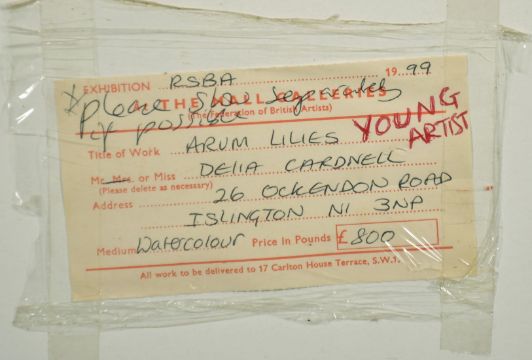 EXHIBITION RSBA 19 99
x Please show separately
if possible
THE MALL GALLERIES
(The Federation of British Artists)
Title of Work ARUM LILIES
YOUNG
ARTIST
Mr. Mrs. or Miss DELIA CARDNELL
(Please delete as necessary)
Address 26 OCKENDON ROAD
ISLINGTON N1 3NP
Medium Watercolour Price in Pounds £800
All work to be delivered to 17 Carlton House Terrace, S.W.1.